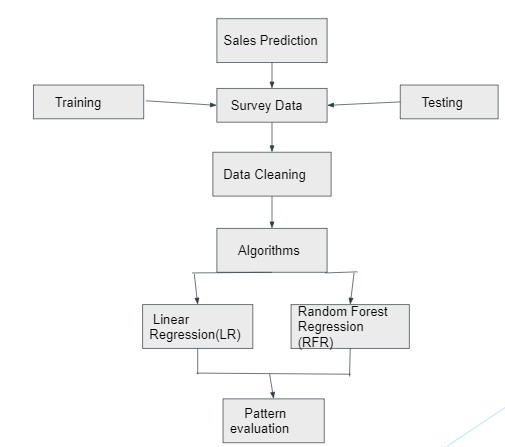 Sales Prediction
Training
Survey Data
Testing
Data Cleaning
Algorithms
Linear
Regression(LR)
Random Forest
Regression
(RFR)
Pattern
evaluation